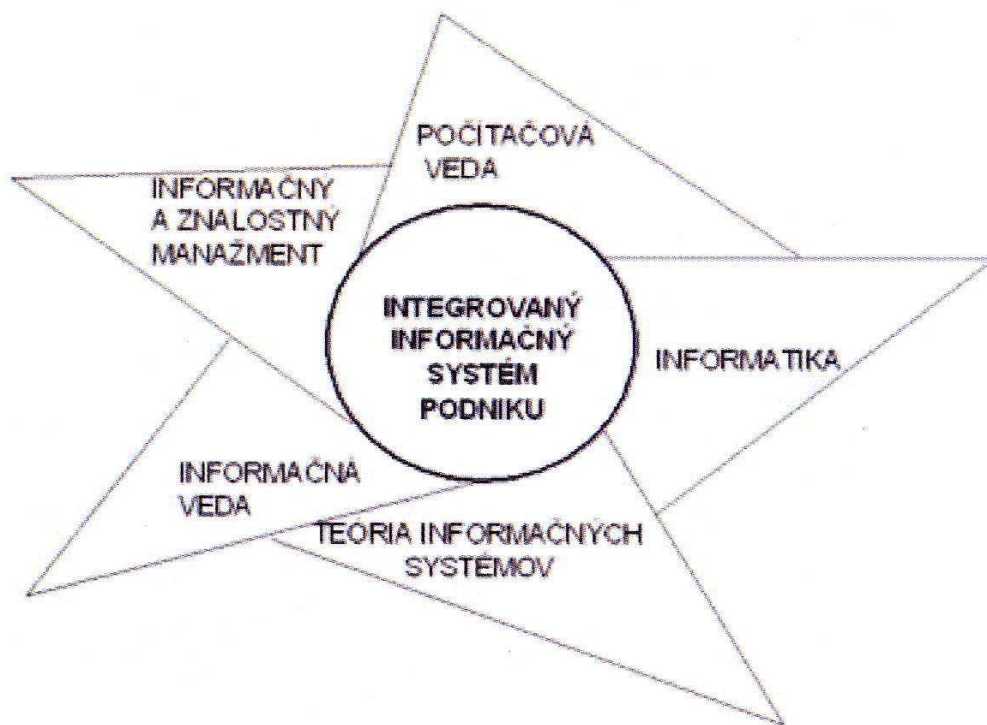 POČÍTAČOVÁ
VEDA
INFORMAČNÝ
A ZNALOSTNÝ
MANAŽMENT
INTEGROVANÝ
INFORMAČNÝ
SYSTÉM
PODNIKU
INFORMATIKA
INFORMAČNÁ
VEDA
TEÓRIA INFORMAČNÝCH
SYSTÉMOV